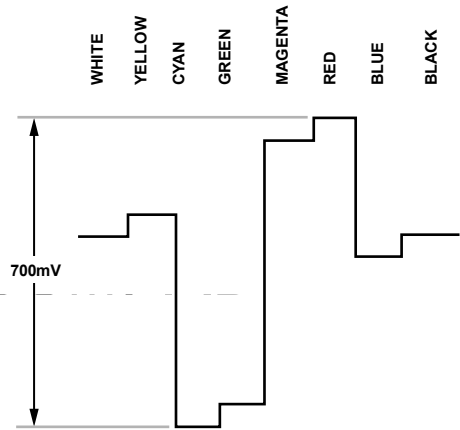 WHITE
YELLOW
CYAN
GREEN
MAGENTA
RED
BLUE
BLACK
700mV